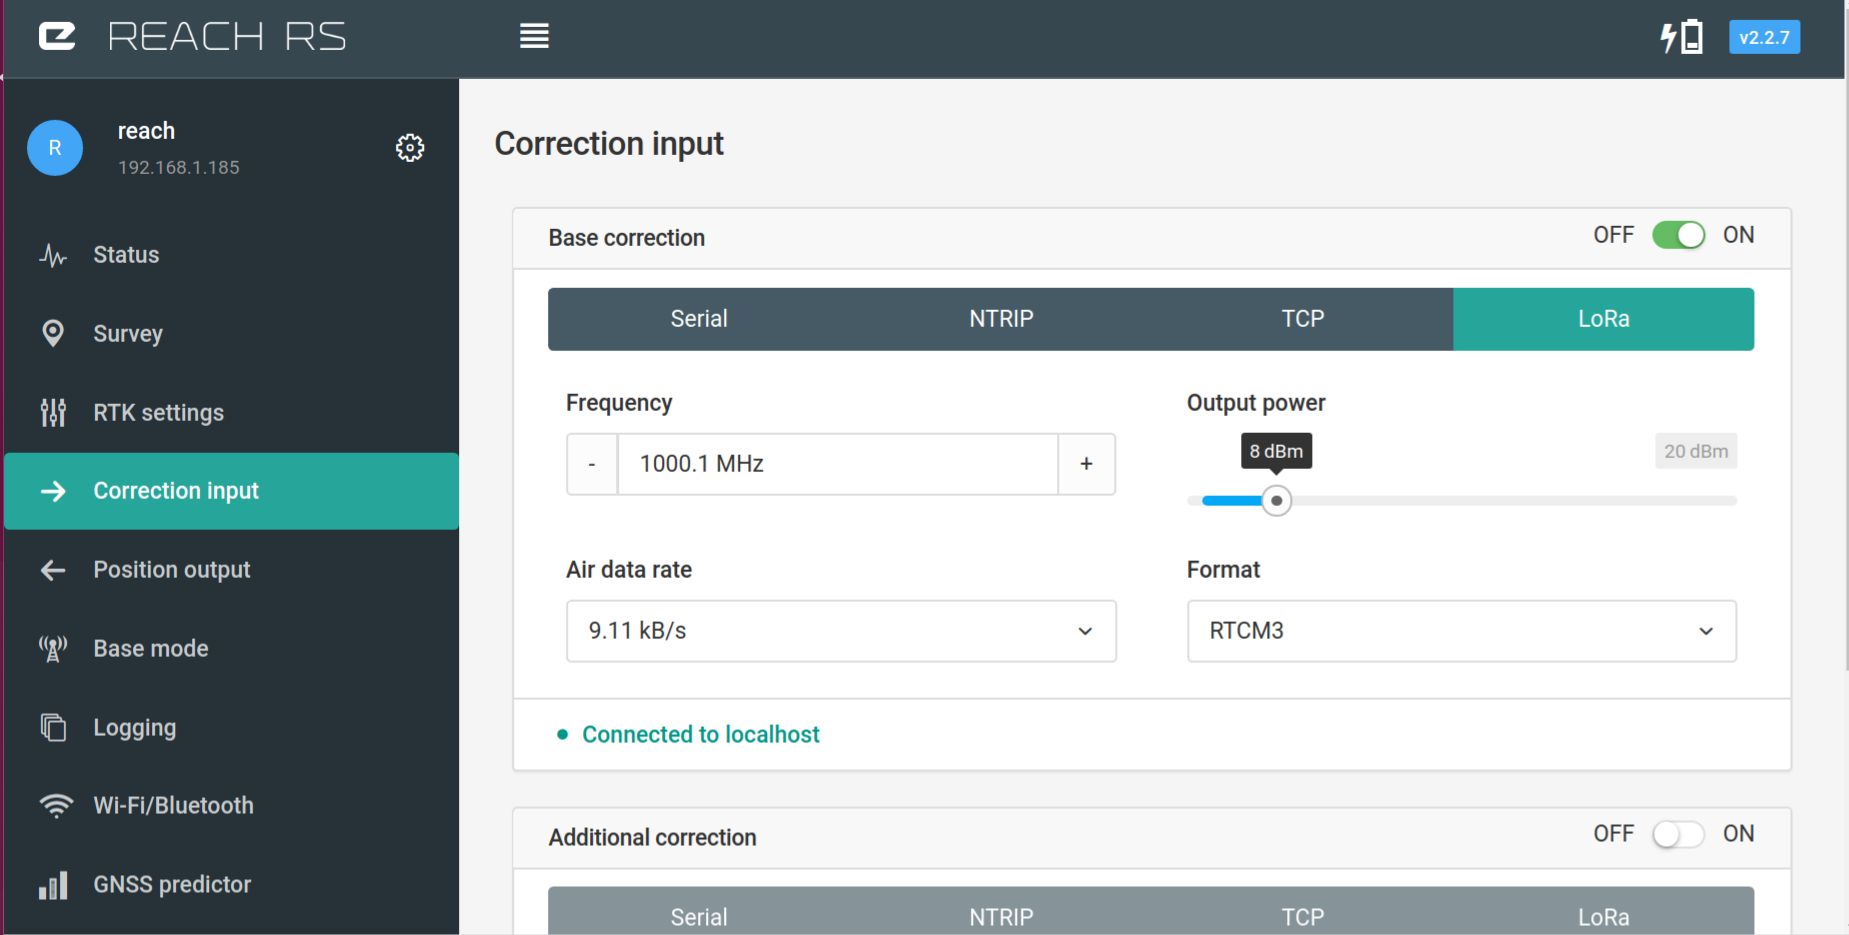 REACH RS
v2.2.7
R
reach
192.168.1.185
Status
Survey
RTK settings
Correction input
Position output
Base mode
Logging
Wi-Fi/Bluetooth
GNSS predictor
Correction input
Base correction
OFF ON
Serial NTRIP TCP LoRa
Frequency
- 1000.1 MHz +
Output power
8 dBm 20 dBm
Air data rate
9.11 kB/s
Format
RTCM3
Connected to localhost
Additional correction
OFF ON
Serial NTRIP TCP LoRa